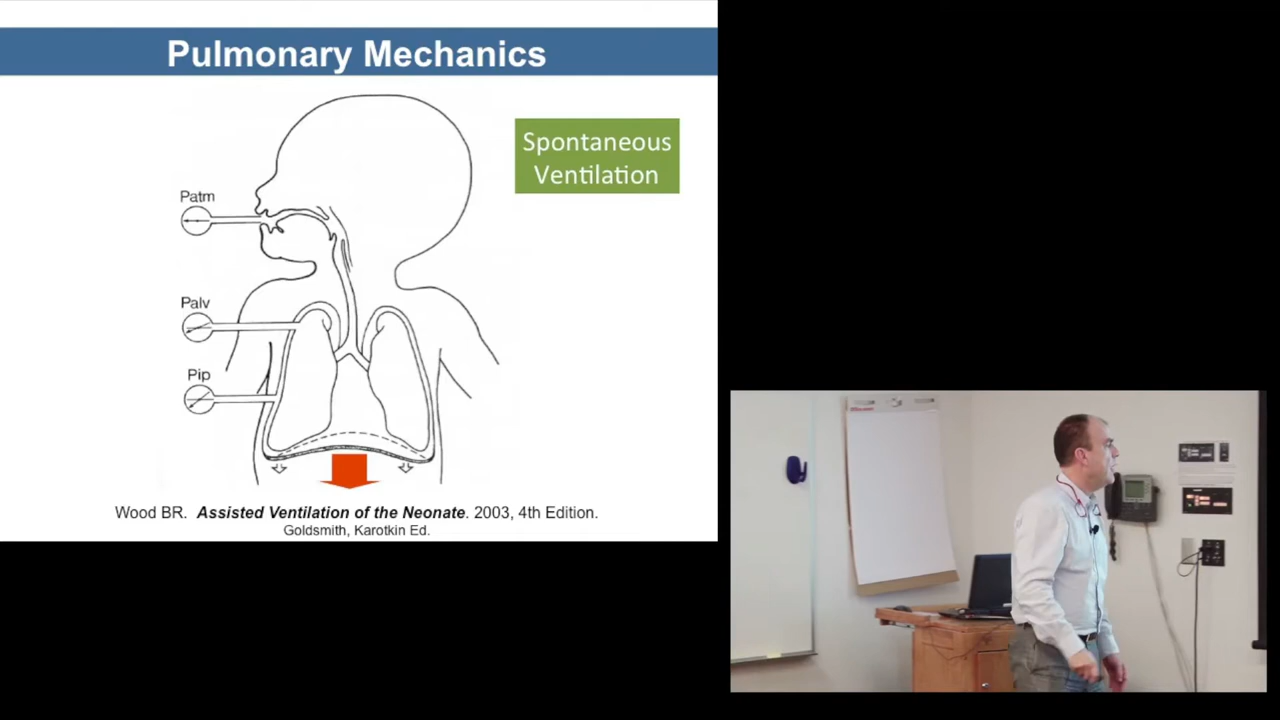 Pulmonary Mechanics
Spontaneous
Ventilation
Patm
Palv
Pip
Wood BR. Assisted Ventilation of the Neonate. 2003, 4th Edition.
Goldsmith, Karotkin Ed.